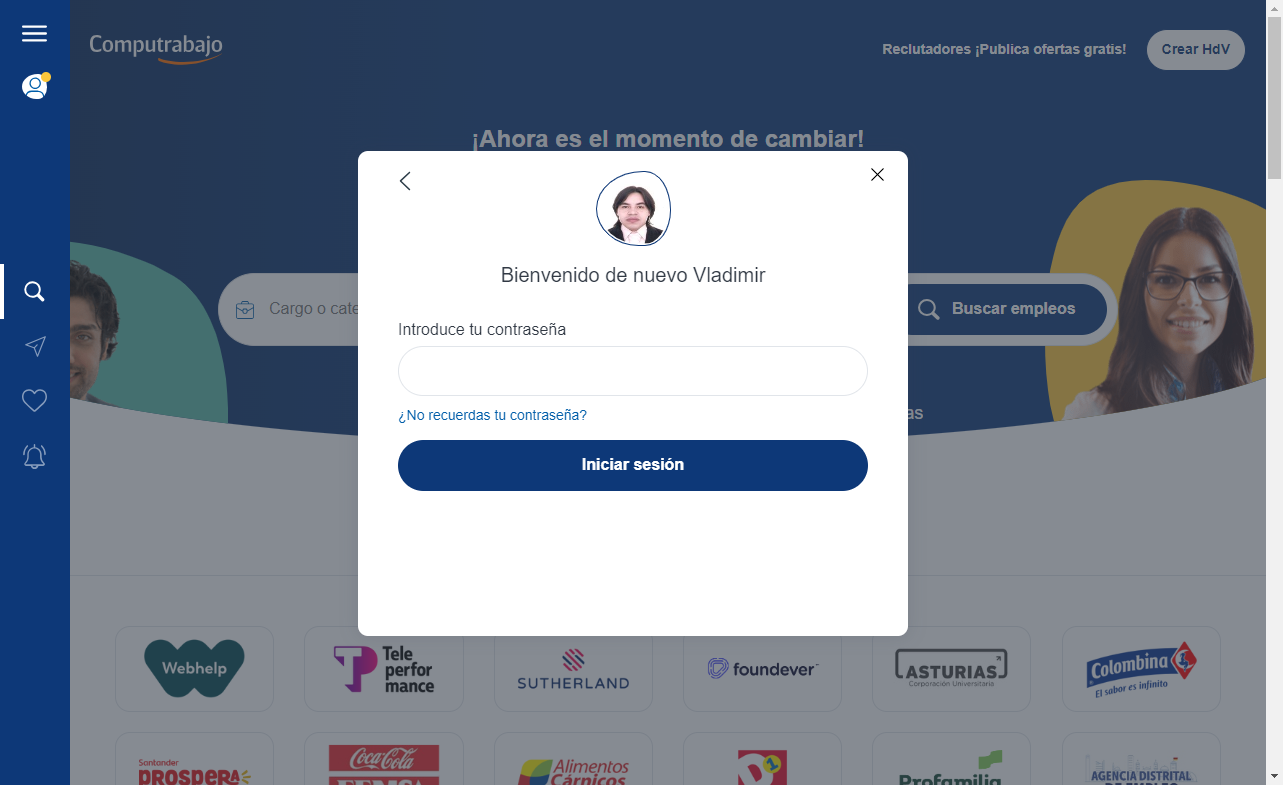 Computrabajo
Reclutadores ¡Publica ofertas gratis!
Crear HdV
¡Ahora es el momento de cambiar!
Bienvenido de nuevo Vladimir
Cargo o cate
Buscar empleos
Introduce tu contraseña
¿No recuerdas tu contraseña?
as
Iniciar sesión
Webhelp
Tele
perfor
mance
SUTHERLAND
foundever
ASTURIAS
Corporación Universitaria
Colombina
El sabor es infinito
Santander
PROSPERA
Coca-Cola
FEMSA
Alimentos
Cárnicos
D1
Profamilia
AGENCIA DISTRITAL
DE EMPLEO